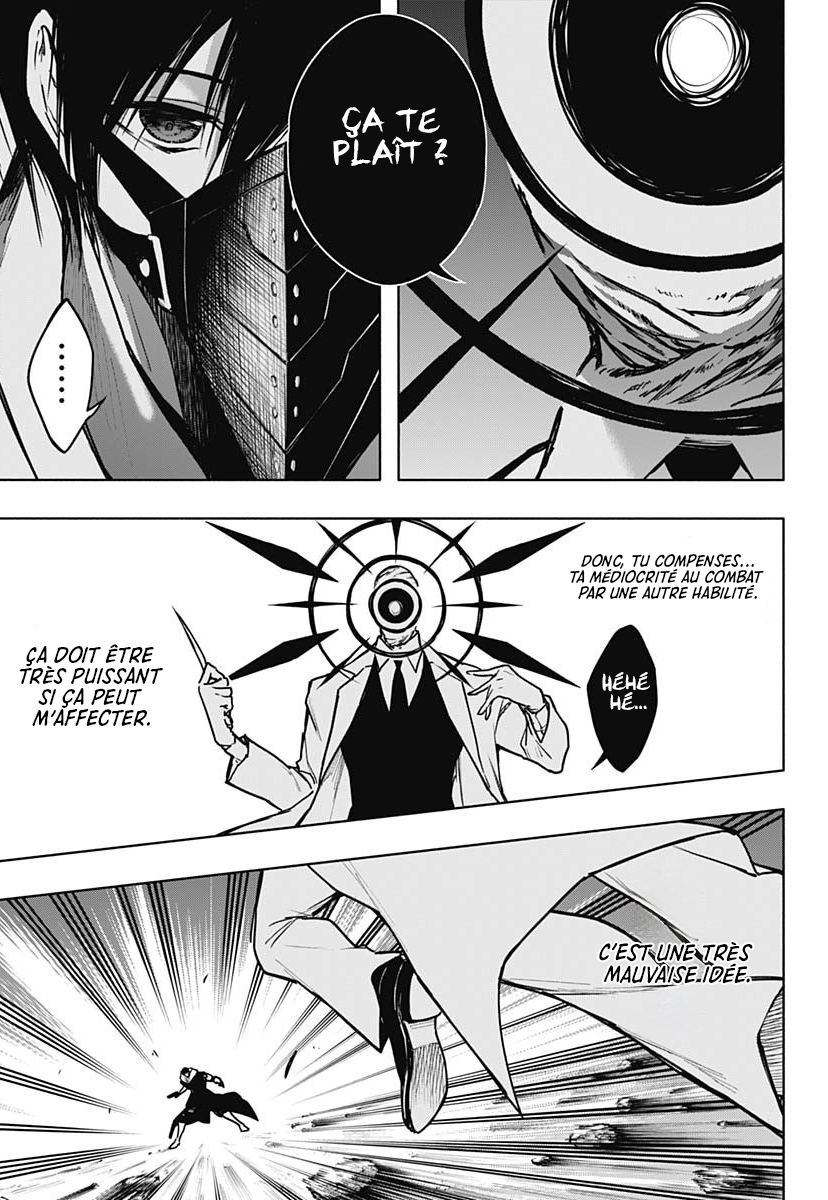 ÇA TE
PLAÎT ?
......
DONC, TU COMPENSES...
TA MÉDIOCRITÉ AU COMBAT
PAR UNE AUTRE HABILITÉ.
HÉHÉ
HÉ...
ÇA DOIT ÊTRE
TRÈS PUISSANT
SI ÇA PEUT
M'AFFECTER.
C'EST UNE TRÈS
MAUVAISE IDÉE.